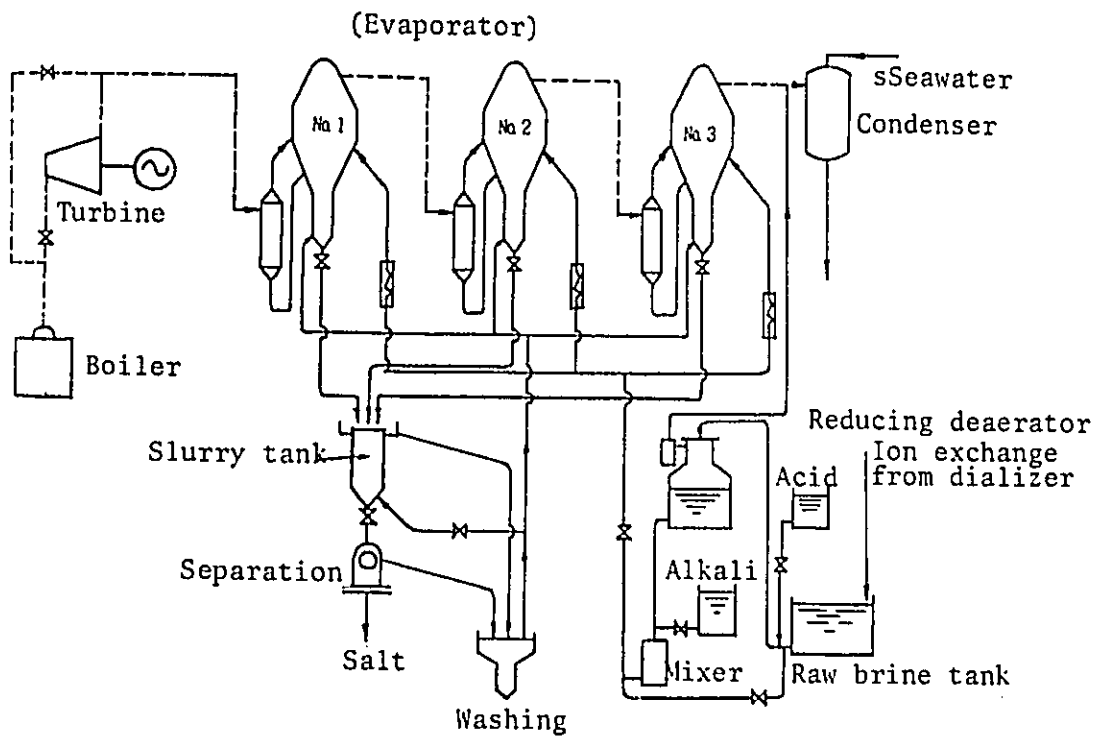 (Evaporator)
sSeawater
Condenser
No.1
No.2
No.3
Turbine
Boiler
Slurry tank
Reducing deaerator
Ion exchange
from dializer
Acid
Separation
Alkali
Salt
Mixer
Raw brine tank
Washing